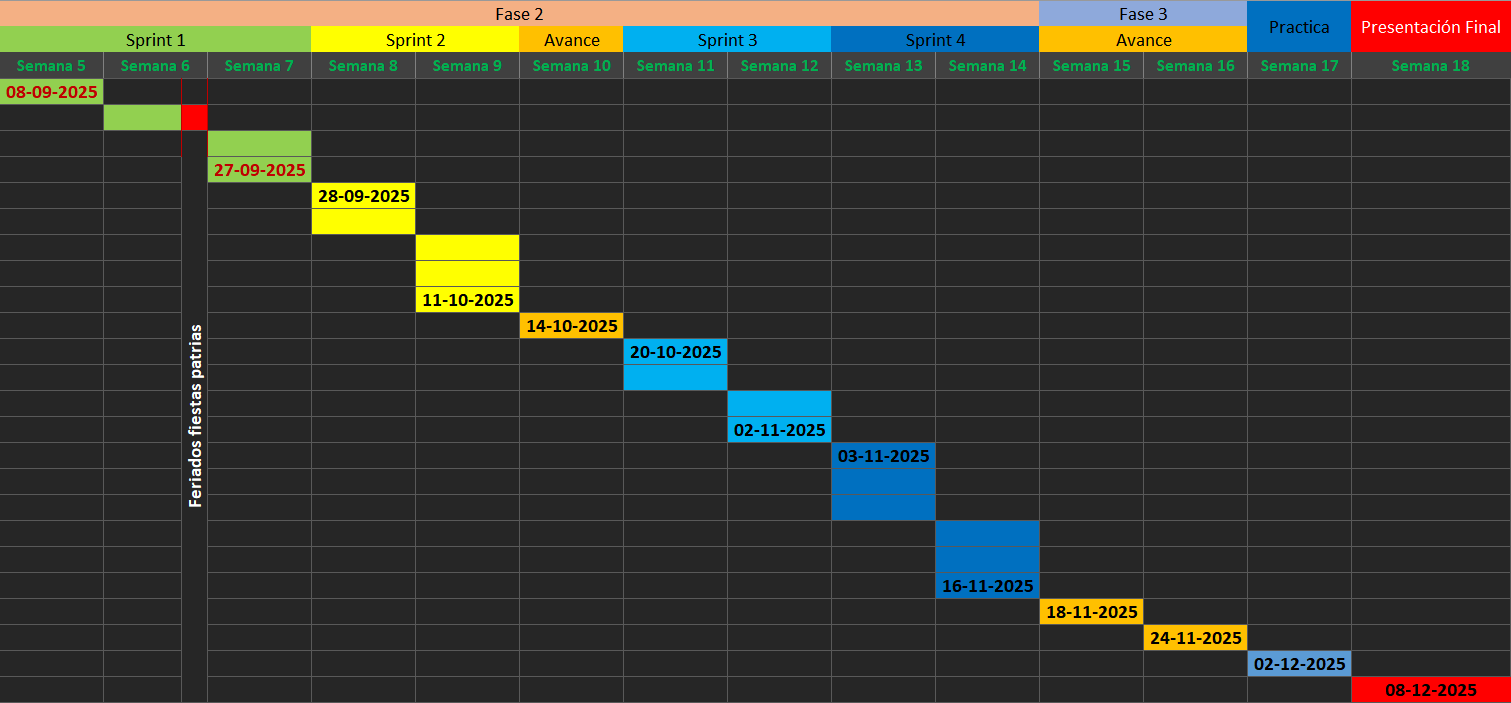 Fase 2
Fase 3
Practica
Presentación Final
Sprint 1
Sprint 2
Avance
Sprint 3
Sprint 4
Avance
Semana 5
Semana 6
Semana 7
Semana 8
Semana 9
Semana 10
Semana 11
Semana 12
Semana 13
Semana 14
Semana 15
Semana 16
Semana 17
Semana 18
08-09-2025
27-09-2025
28-09-2025
11-10-2025
14-10-2025
20-10-2025
Feriados fiestas patrias
02-11-2025
03-11-2025
16-11-2025
18-11-2025
24-11-2025
02-12-2025
08-12-2025